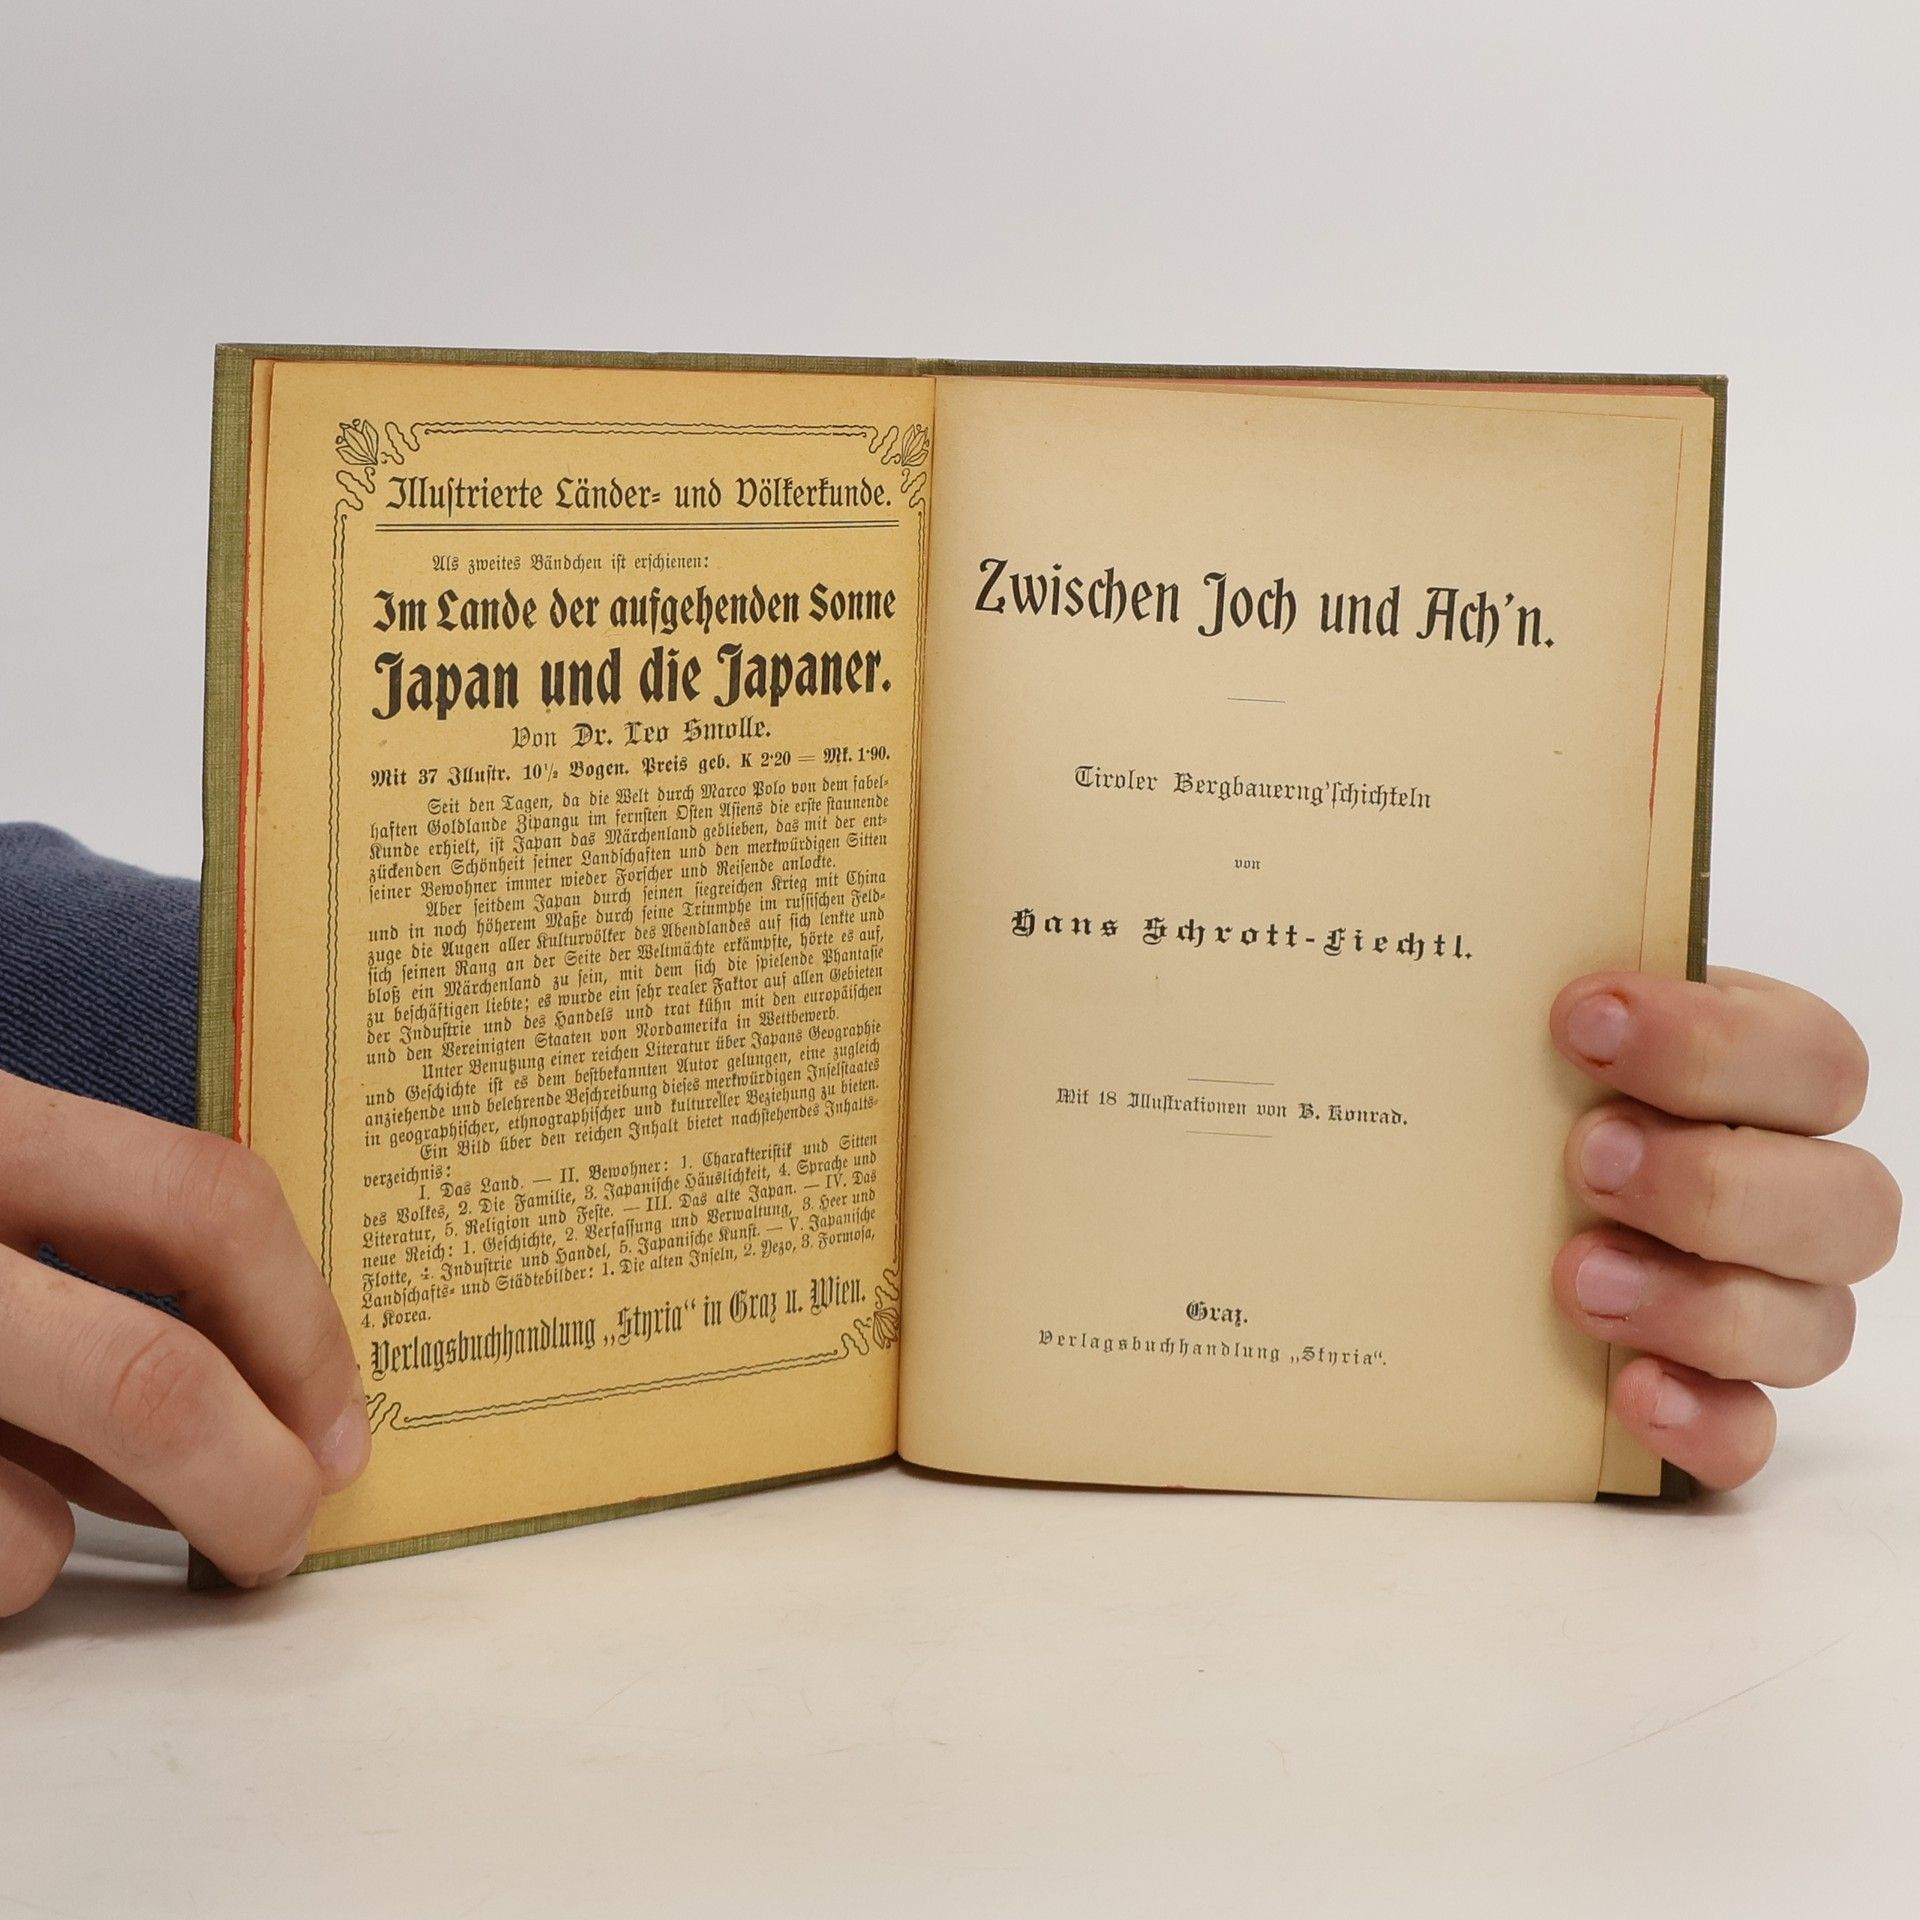 Illustrierte Länder- und Völkerkunde.
Als zweites Bändchen ist erschienen:
Im Lande der aufgehenden Sonne
Japan und die Japaner.
Von Dr. Leo Smolle.
Mit 37 Illustr. 10½ Bogen. Preis geb. K 2·20 = Mk. 1·90.
Seit den Tagen, da die Welt durch Marco Polo von dem fabel-
haften Goldlande Zipangu im fernsten Osten Asiens die erste staunende
Kunde erhielt, ist Japan das Märchenland geblieben, das mit der ent-
zückenden Schönheit seiner Landschaften und den merkwürdigen Sitten
seiner Bewohner immer wieder Forscher und Reisende anlockte.
Aber seitdem Japan durch seinen siegreichen Krieg mit China
und in noch höherem Maße durch seine Triumphe im russischen Feld-
zuge die Augen aller Kulturvölker des Abendlandes auf sich lenkte und
sich seinen Rang an der Seite der Weltmächte erkämpfte, hörte es auf,
bloß ein Märchenland zu sein, mit dem sich die spielende Phantasie
zu beschäftigen liebte; es wurde ein sehr realer Faktor auf allen Gebieten
der Industrie und des Handels und trat kühn mit den europäischen
und den Vereinigten Staaten von Nordamerika in Wettbewerb.
Unter Benutzung einer reichen Literatur über Japans Geographie
und Geschichte ist es dem bestbekannten Autor gelungen, eine zugleich
anziehende und belehrende Beschreibung dieses merkwürdigen Inselstaates
in geographischer, ethnographischer und kultureller Beziehung zu bieten.
Ein Bild über den reichen Inhalt bietet nachstehendes Inhalts-
verzeichnis:
I. Das Land. — II. Bewohner: 1. Charakteristik und Sitten
des Volkes, 2. Die Familie, 3. Japanische Häuslichkeit, 4. Sprache und
Literatur, 5. Religion und Feste. — III. Das alte Japan. — IV. Das
neue Reich: 1. Geschichte, 2. Verfassung und Verwaltung, 3. Heer und
Flotte, 4. Industrie und Handel, 5. Japanische Kunst. — V. Japanische
Landschafts- und Städtebilder: 1. Die alten Inseln, 2. Yezo, 3. Formosa,
4. Korea.
Verlagsbuchhandlung „Styria“ in Graz u. Wien.
Zwischen Joch und Ach'n.
Tiroler Bergbauerng'schichteln
von
Hans Schrott-Fiechtl.
Mit 18 Illustrationen von B. Konrad.
Graz.
Verlagsbuchhandlung „Styria“.